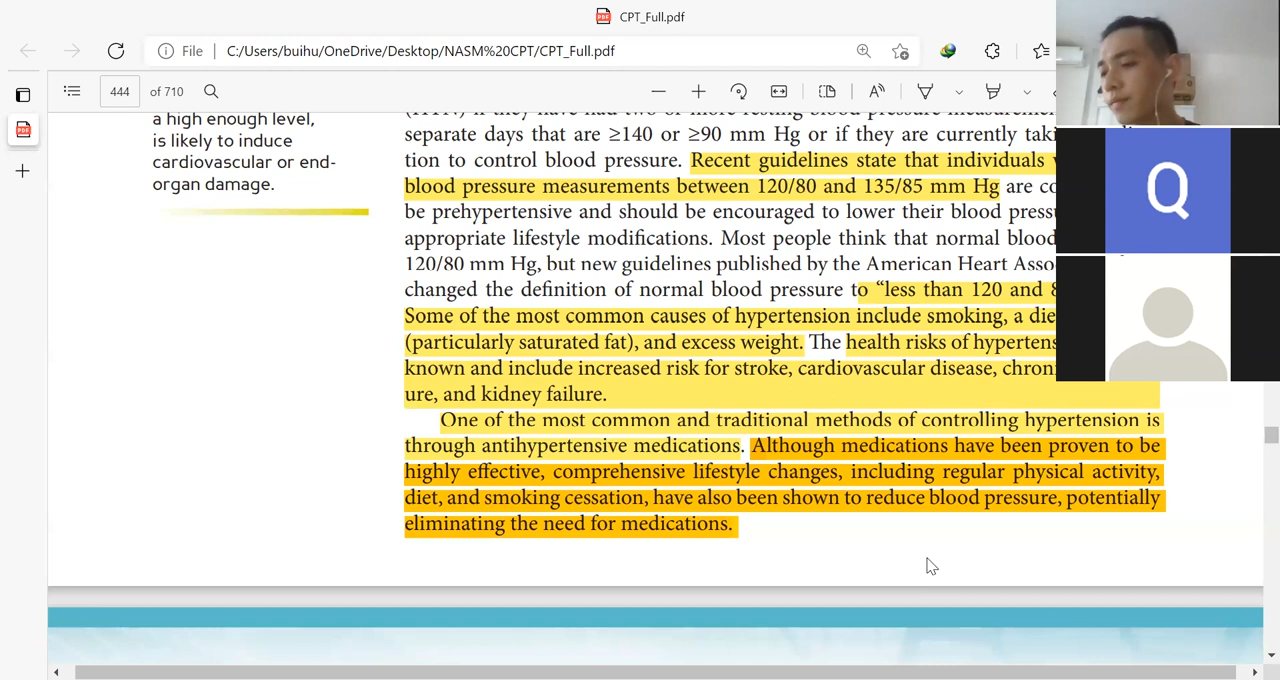 CPT_Full.pdf
File
C:/Users/buihu/OneDrive/Desktop/NASM%20CPT/CPT_Full.pdf
444 of 710
a high enough level,
is likely to induce
cardiovascular or end-
organ damage.
separate days that are ≥140 or ≥90 mm Hg or if they are currently taki
tion to control blood pressure. Recent guidelines state that individuals
blood pressure measurements between 120/80 and 135/85 mm Hg are co
be prehypertensive and should be encouraged to lower their blood pressu
appropriate lifestyle modifications. Most people think that normal blood
120/80 mm Hg, but new guidelines published by the American Heart Asso
changed the definition of normal blood pressure to “less than 120 and 8
Some of the most common causes of hypertension include smoking, a die
(particularly saturated fat), and excess weight. The health risks of hypertens
known and include increased risk for stroke, cardiovascular disease, chron
ure, and kidney failure.
One of the most common and traditional methods of controlling hypertension is
through antihypertensive medications. Although medications have been proven to be
highly effective, comprehensive lifestyle changes, including regular physical activity,
diet, and smoking cessation, have also been shown to reduce blood pressure, potentially
eliminating the need for medications.
Q